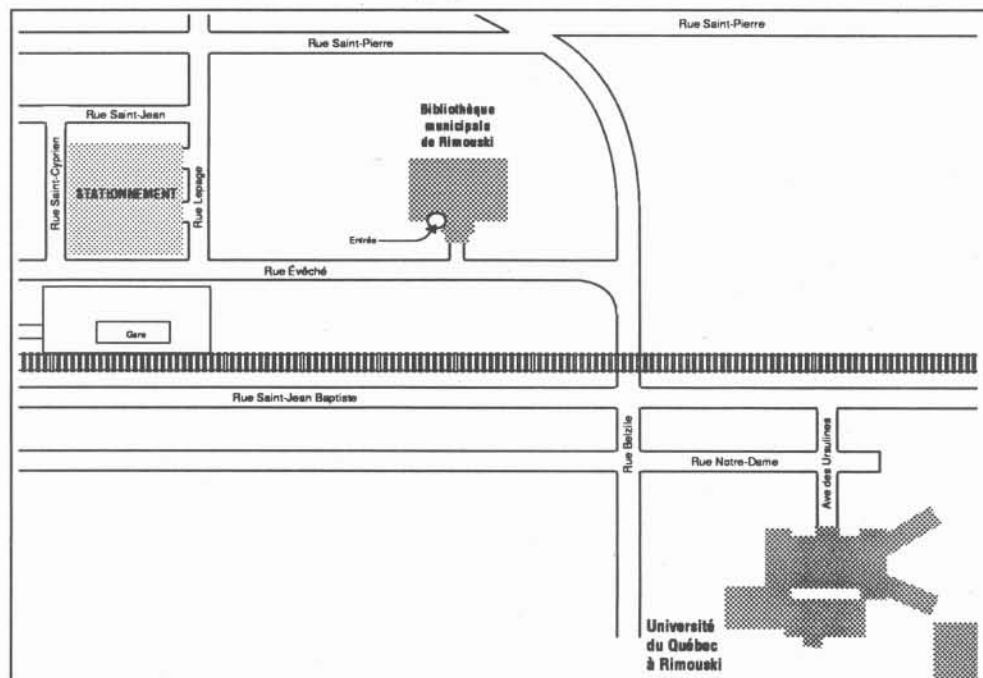 Rue Saint-Pierre
Rue Saint-Pierre
Rue Saint-Jean
Bibliothèque
municipale
de Rimouski
Rue Saint-Cyprien
STATIONNEMENT
Rue Lepage
Entrée
Rue Évêché
Gare
Rue Saint-Jean Baptiste
Rue Belzile
Rue Notre-Dame
Ave des Ursulines
Université
du Québec
à Rimouski